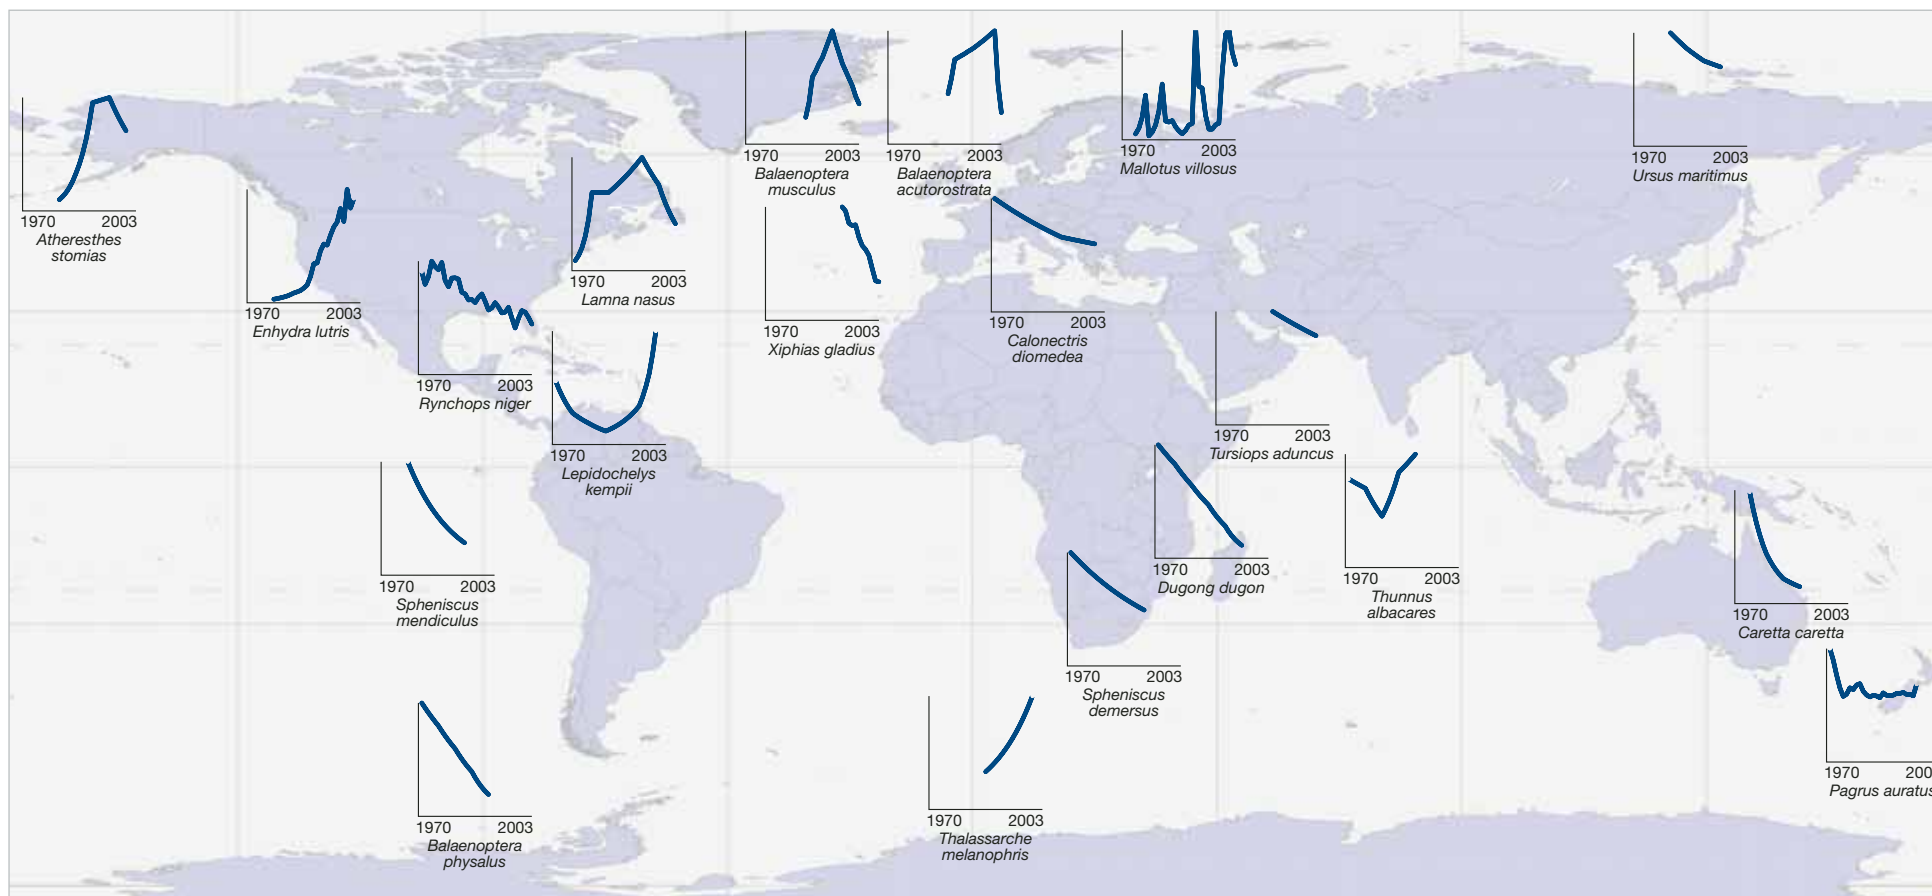 1970 2003
Atheresthes
stomias
1970 2003
Enhydra lutris
1970 2003
Rynchops niger
1970 2003
Lamna nasus
1970 2003
Lepidochelys
kempii
1970 2003
Balaenoptera
musculus
1970 2003
Balaenoptera
acutorostrata
1970 2003
Xiphias gladius
1970 2003
Mallotus villosus
1970 2003
Calonectris
diomedea
1970 2003
Ursus maritimus
1970 2003
Tursiops aduncus
1970 2003
Spheniscus
mendiculus
1970 2003
Dugong dugon
1970 2003
Thunnus
albacares
1970 2003
Caretta caretta
1970 2003
Spheniscus
demersus
1970 200
Pagrus auratus
1970 2003
Balaenoptera
physalus
1970 2003
Thalassarche
melanophris